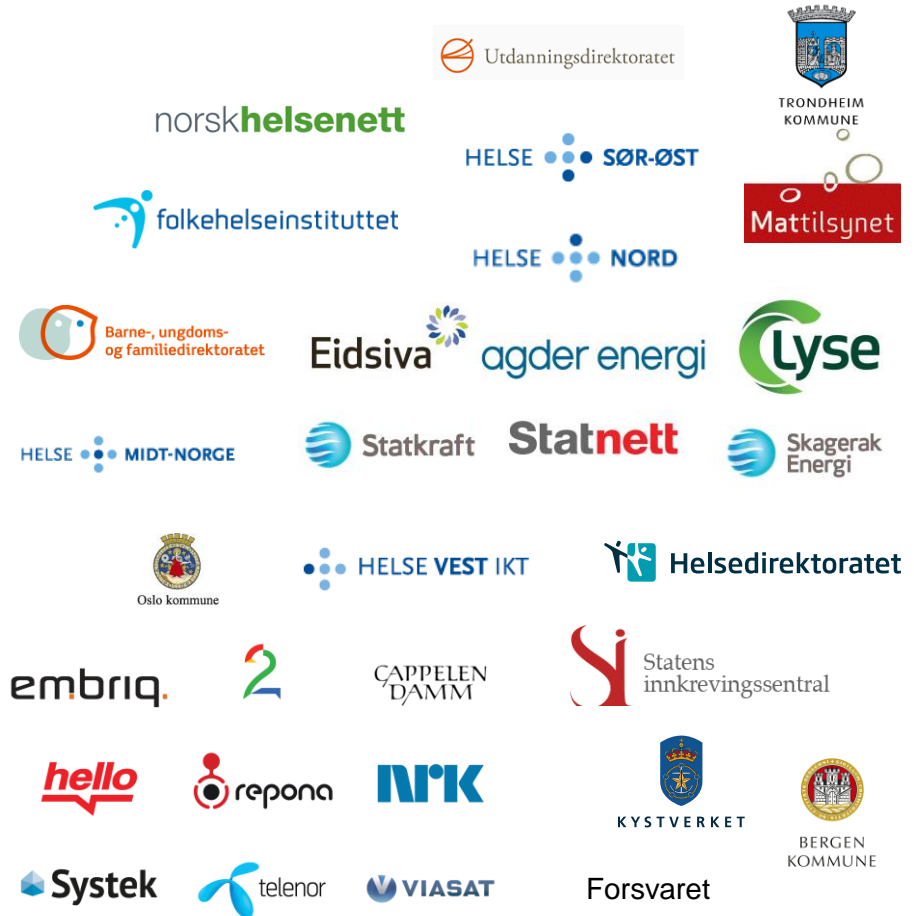 Utdanningsdirektoratet
TRONDHEIM
KOMMUNE
norskhelsenett
HELSE SØR-ØST
Mattilsynet
folkehelseinstituttet
HELSE NORD
Barne-, ungdoms-
og familiedirektoratet
Eidsiva
agder energi
Lyse
HELSE MIDT-NORGE
Statkraft
Statnett
Skagerak
Energi
Oslo kommune
HELSE VEST IKT
Helsedirektoratet
embriq.
2
CAPPELEN
DAMM
Si
Statens
innkrevingssentral
hello
repona
nrk
KYSTVERKET
BERGEN
KOMMUNE
Systek
telenor
VIASAT
Forsvaret